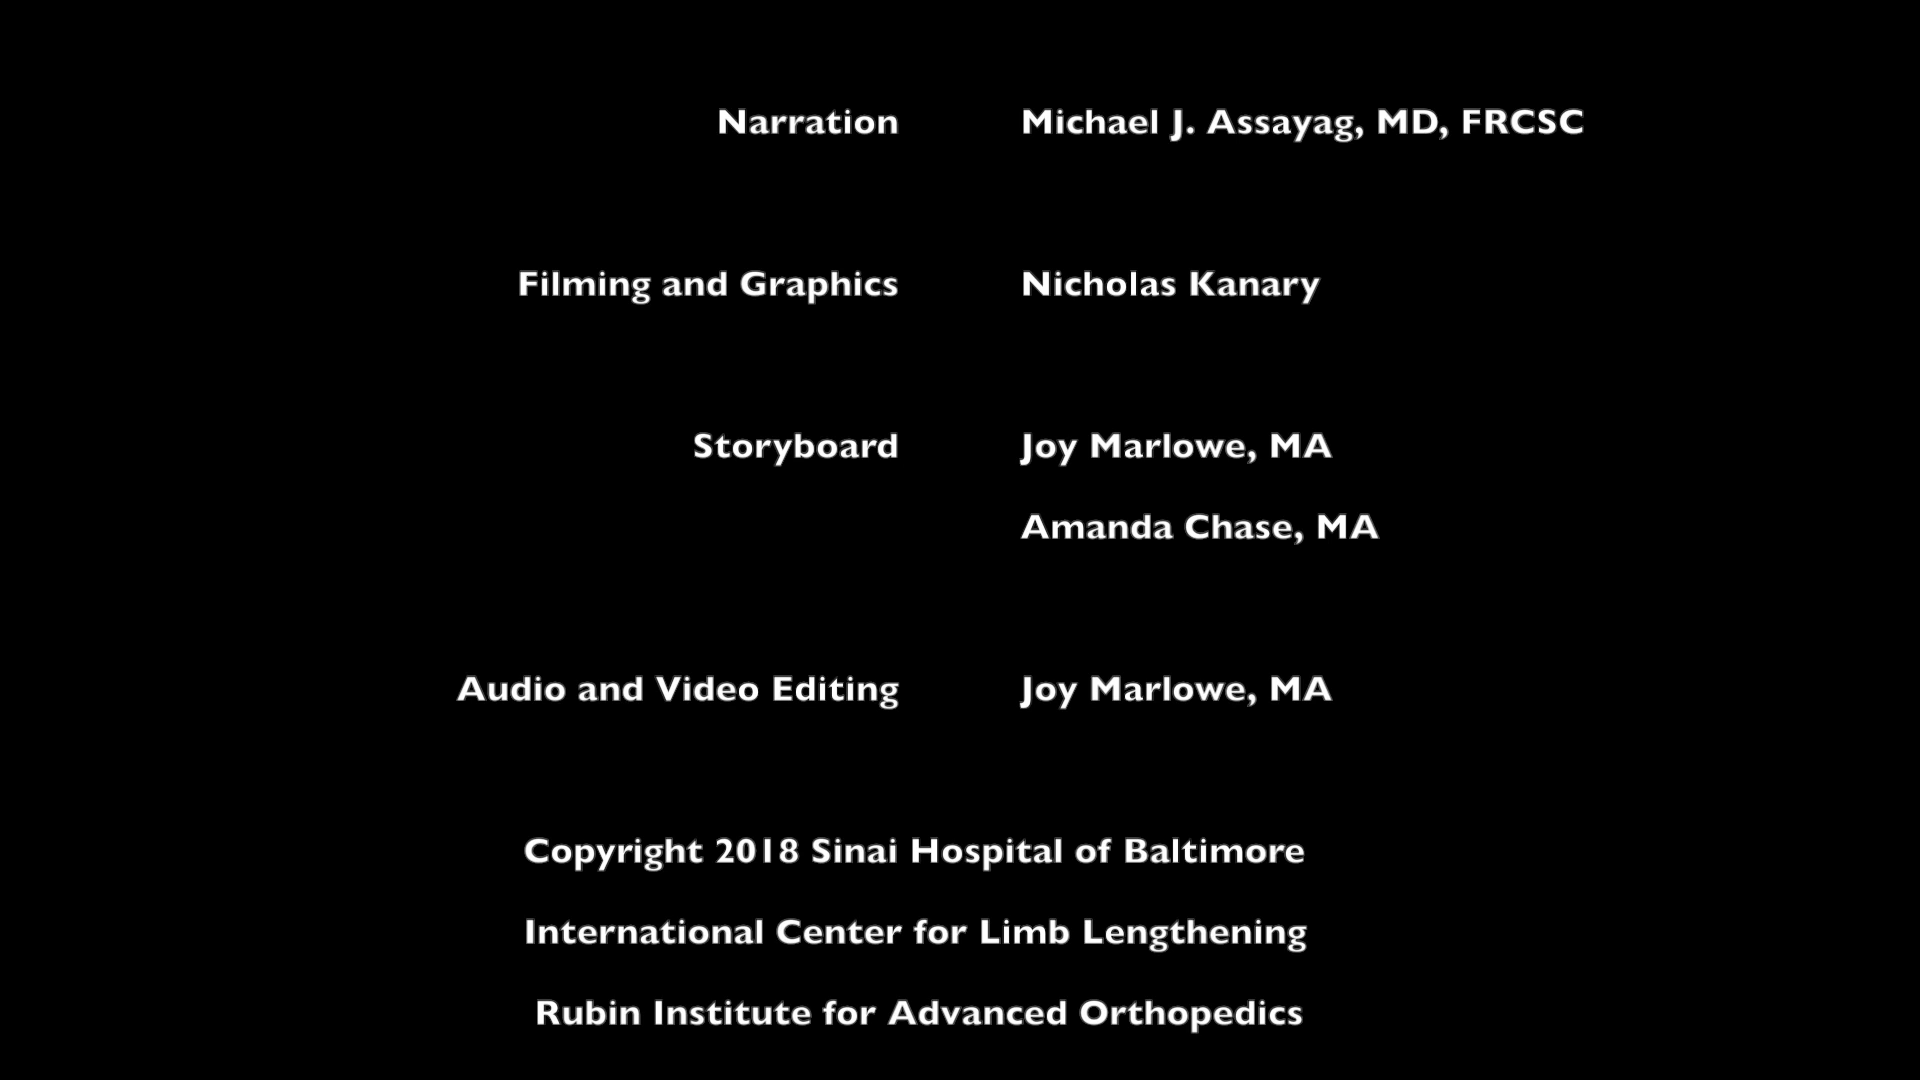 Narration Michael J. Assayag, MD, FRCSC
Filming and Graphics Nicholas Kanary
Storyboard Joy Marlowe, MA
Amanda Chase, MA
Audio and Video Editing Joy Marlowe, MA
Copyright 2018 Sinai Hospital of Baltimore
International Center for Limb Lengthening
Rubin Institute for Advanced Orthopedics